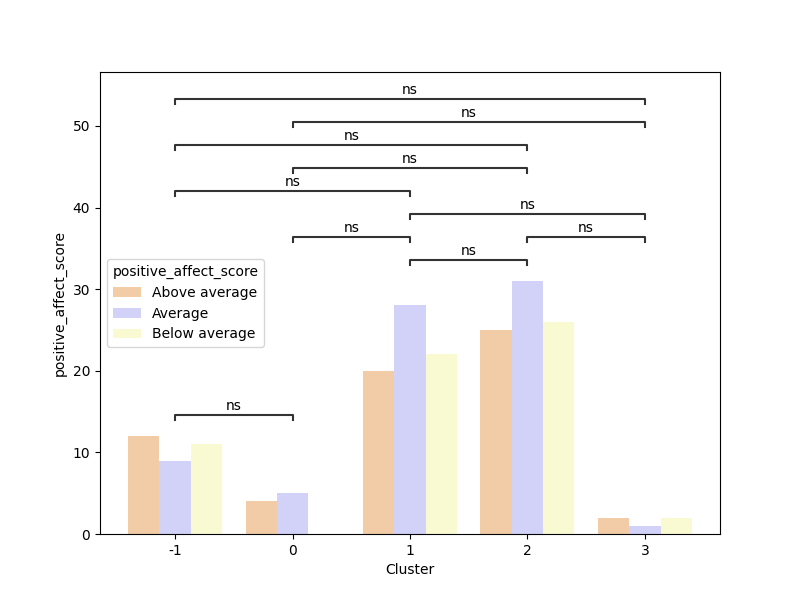 ns
ns
ns
ns
ns
ns
ns
ns
ns
ns
positive_affect_score
50
40
30
20
10
0
positive_affect_score
Above average
Average
Below average
-1 0 1 2 3
Cluster